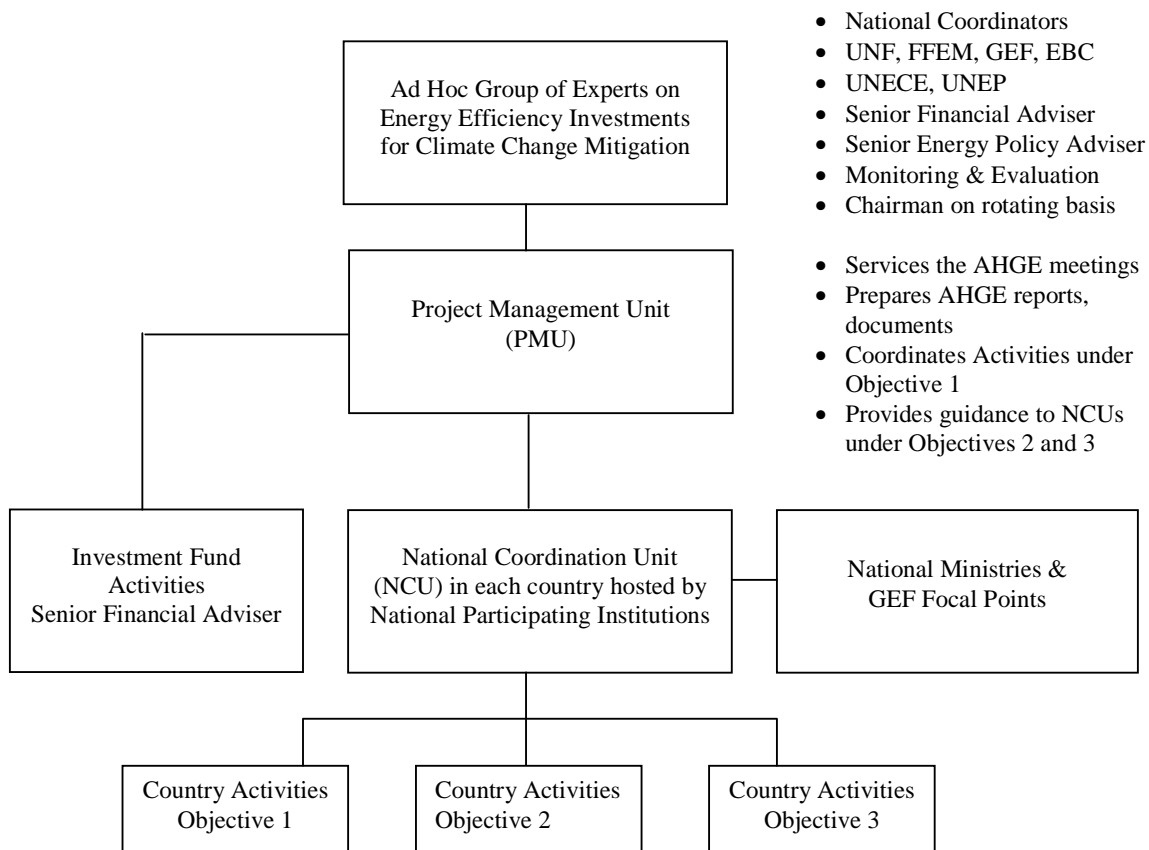 Ad Hoc Group of Experts on
Energy Efficiency Investments
for Climate Change Mitigation
• National Coordinators
• UNF, FFEM, GEF, EBC
• UNECE, UNEP
• Senior Financial Adviser
• Senior Energy Policy Adviser
• Monitoring & Evaluation
• Chairman on rotating basis
Project Management Unit
(PMU)
• Services the AHGE meetings
• Prepares AHGE reports,
documents
• Coordinates Activities under
Objective 1
• Provides guidance to NCUs
under Objectives 2 and 3
Investment Fund
Activities
Senior Financial Adviser
National Coordination Unit
(NCU) in each country hosted by
National Participating Institutions
National Ministries &
GEF Focal Points
Country Activities
Objective 1
Country Activities
Objective 2
Country Activities
Objective 3